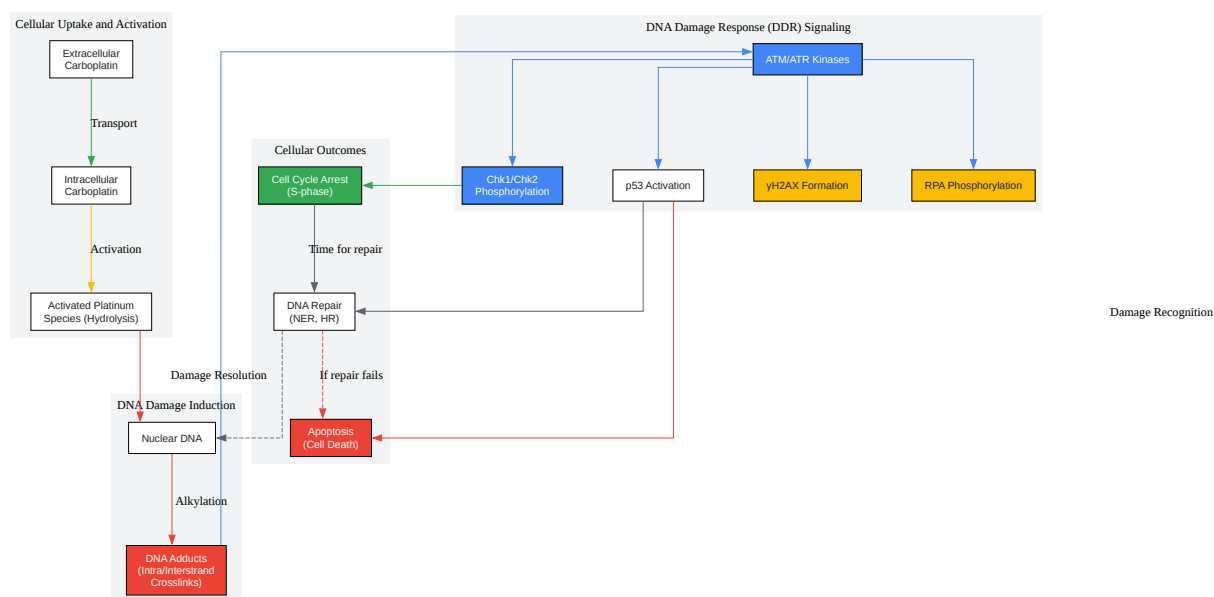 Cellular Uptake and Activation
Extracellular
Carboplatin
Transport
Intracellular
Carboplatin
Activation
Activated Platinum
Species (Hydrolysis)
DNA Damage Induction
Nuclear DNA
Alkylation
DNA Adducts
(Intra/Interstrand
Crosslinks)
Cellular Outcomes
Cell Cycle Arrest
(S-phase)
Time for repair
DNA Repair
(NER, HR)
Damage Resolution
If repair fails
Apoptosis
(Cell Death)
DNA Damage Response (DDR) Signaling
ATM/ATR Kinases
Chk1/Chk2
Phosphorylation
p53 Activation
γH2AX Formation
RPA Phosphorylation
Damage Recognition